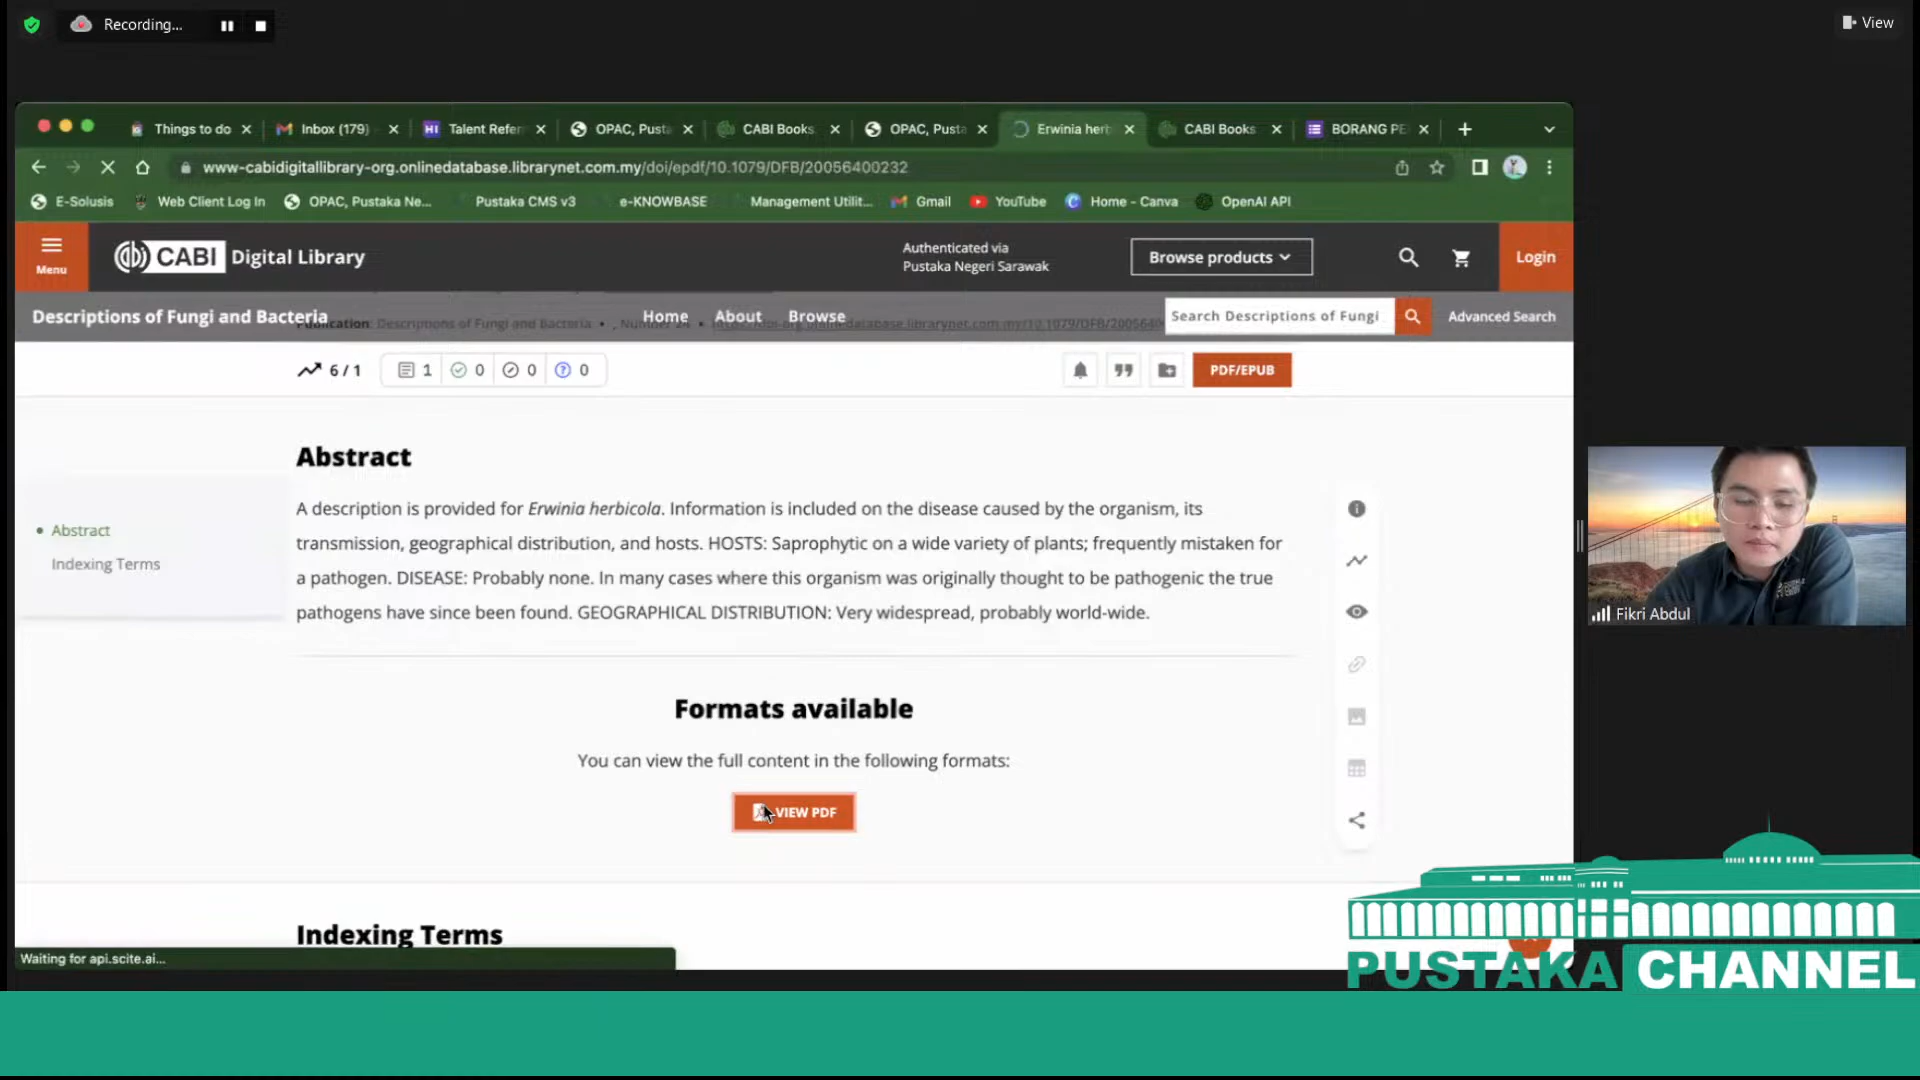 Recording...
View
Things to do
Inbox (179)
Talent Refer
OPAC, Pusta
CABI Books
OPAC, Pusta
Erwinia herb
CABI Books
BORANG PE
www-cabidigitallibrary-org.onlinedatabase.librarynet.com.my/doi/epdf/10.1079/DFB/20056400232
E-Solusis
Web Client Log In
OPAC, Pustaka Ne...
Pustaka CMS v3
e-KNOWBASE
Management Utilit...
Gmail
YouTube
Home - Canva
OpenAI API
Menu
CABI Digital Library
Authenticated via
Pustaka Negeri Sarawak
Browse products
Login
Descriptions of Fungi and Bacteria
Home
About
Browse
Search Descriptions of Fungi
Advanced Search
Publication: Descriptions of Fungi and Bacteria
6 / 1
1
0
0
0
PDF/EPUB
Abstract
A description is provided for Erwinia herbicola. Information is included on the disease caused by the organism, its
transmission, geographical distribution, and hosts. HOSTS: Saprophytic on a wide variety of plants; frequently mistaken for
a pathogen. DISEASE: Probably none. In many cases where this organism was originally thought to be pathogenic the true
pathogens have since been found. GEOGRAPHICAL DISTRIBUTION: Very widespread, probably world-wide.
Abstract
Indexing Terms
Formats available
You can view the full content in the following formats:
VIEW PDF
Indexing Terms
Waiting for api.scite.ai...
Fikri Abdul
PUSTAKA CHANNEL